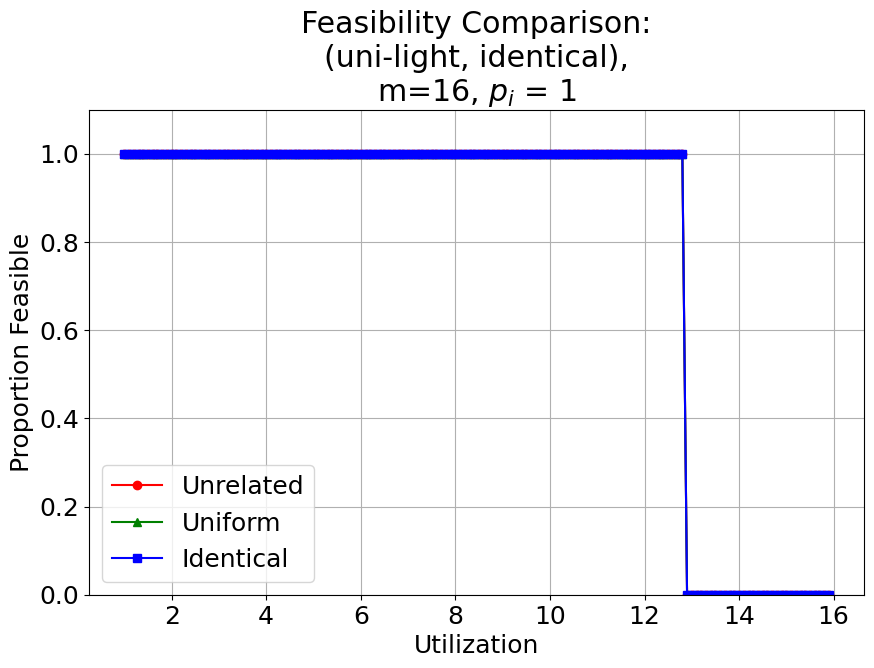 Feasibility Comparison:
(uni-light, identical),
m=16, p_i = 1
Proportion Feasible
1.0
0.8
0.6
0.4
0.2
0.0
Unrelated
Uniform
Identical
2 4 6 8 10 12 14 16
Utilization